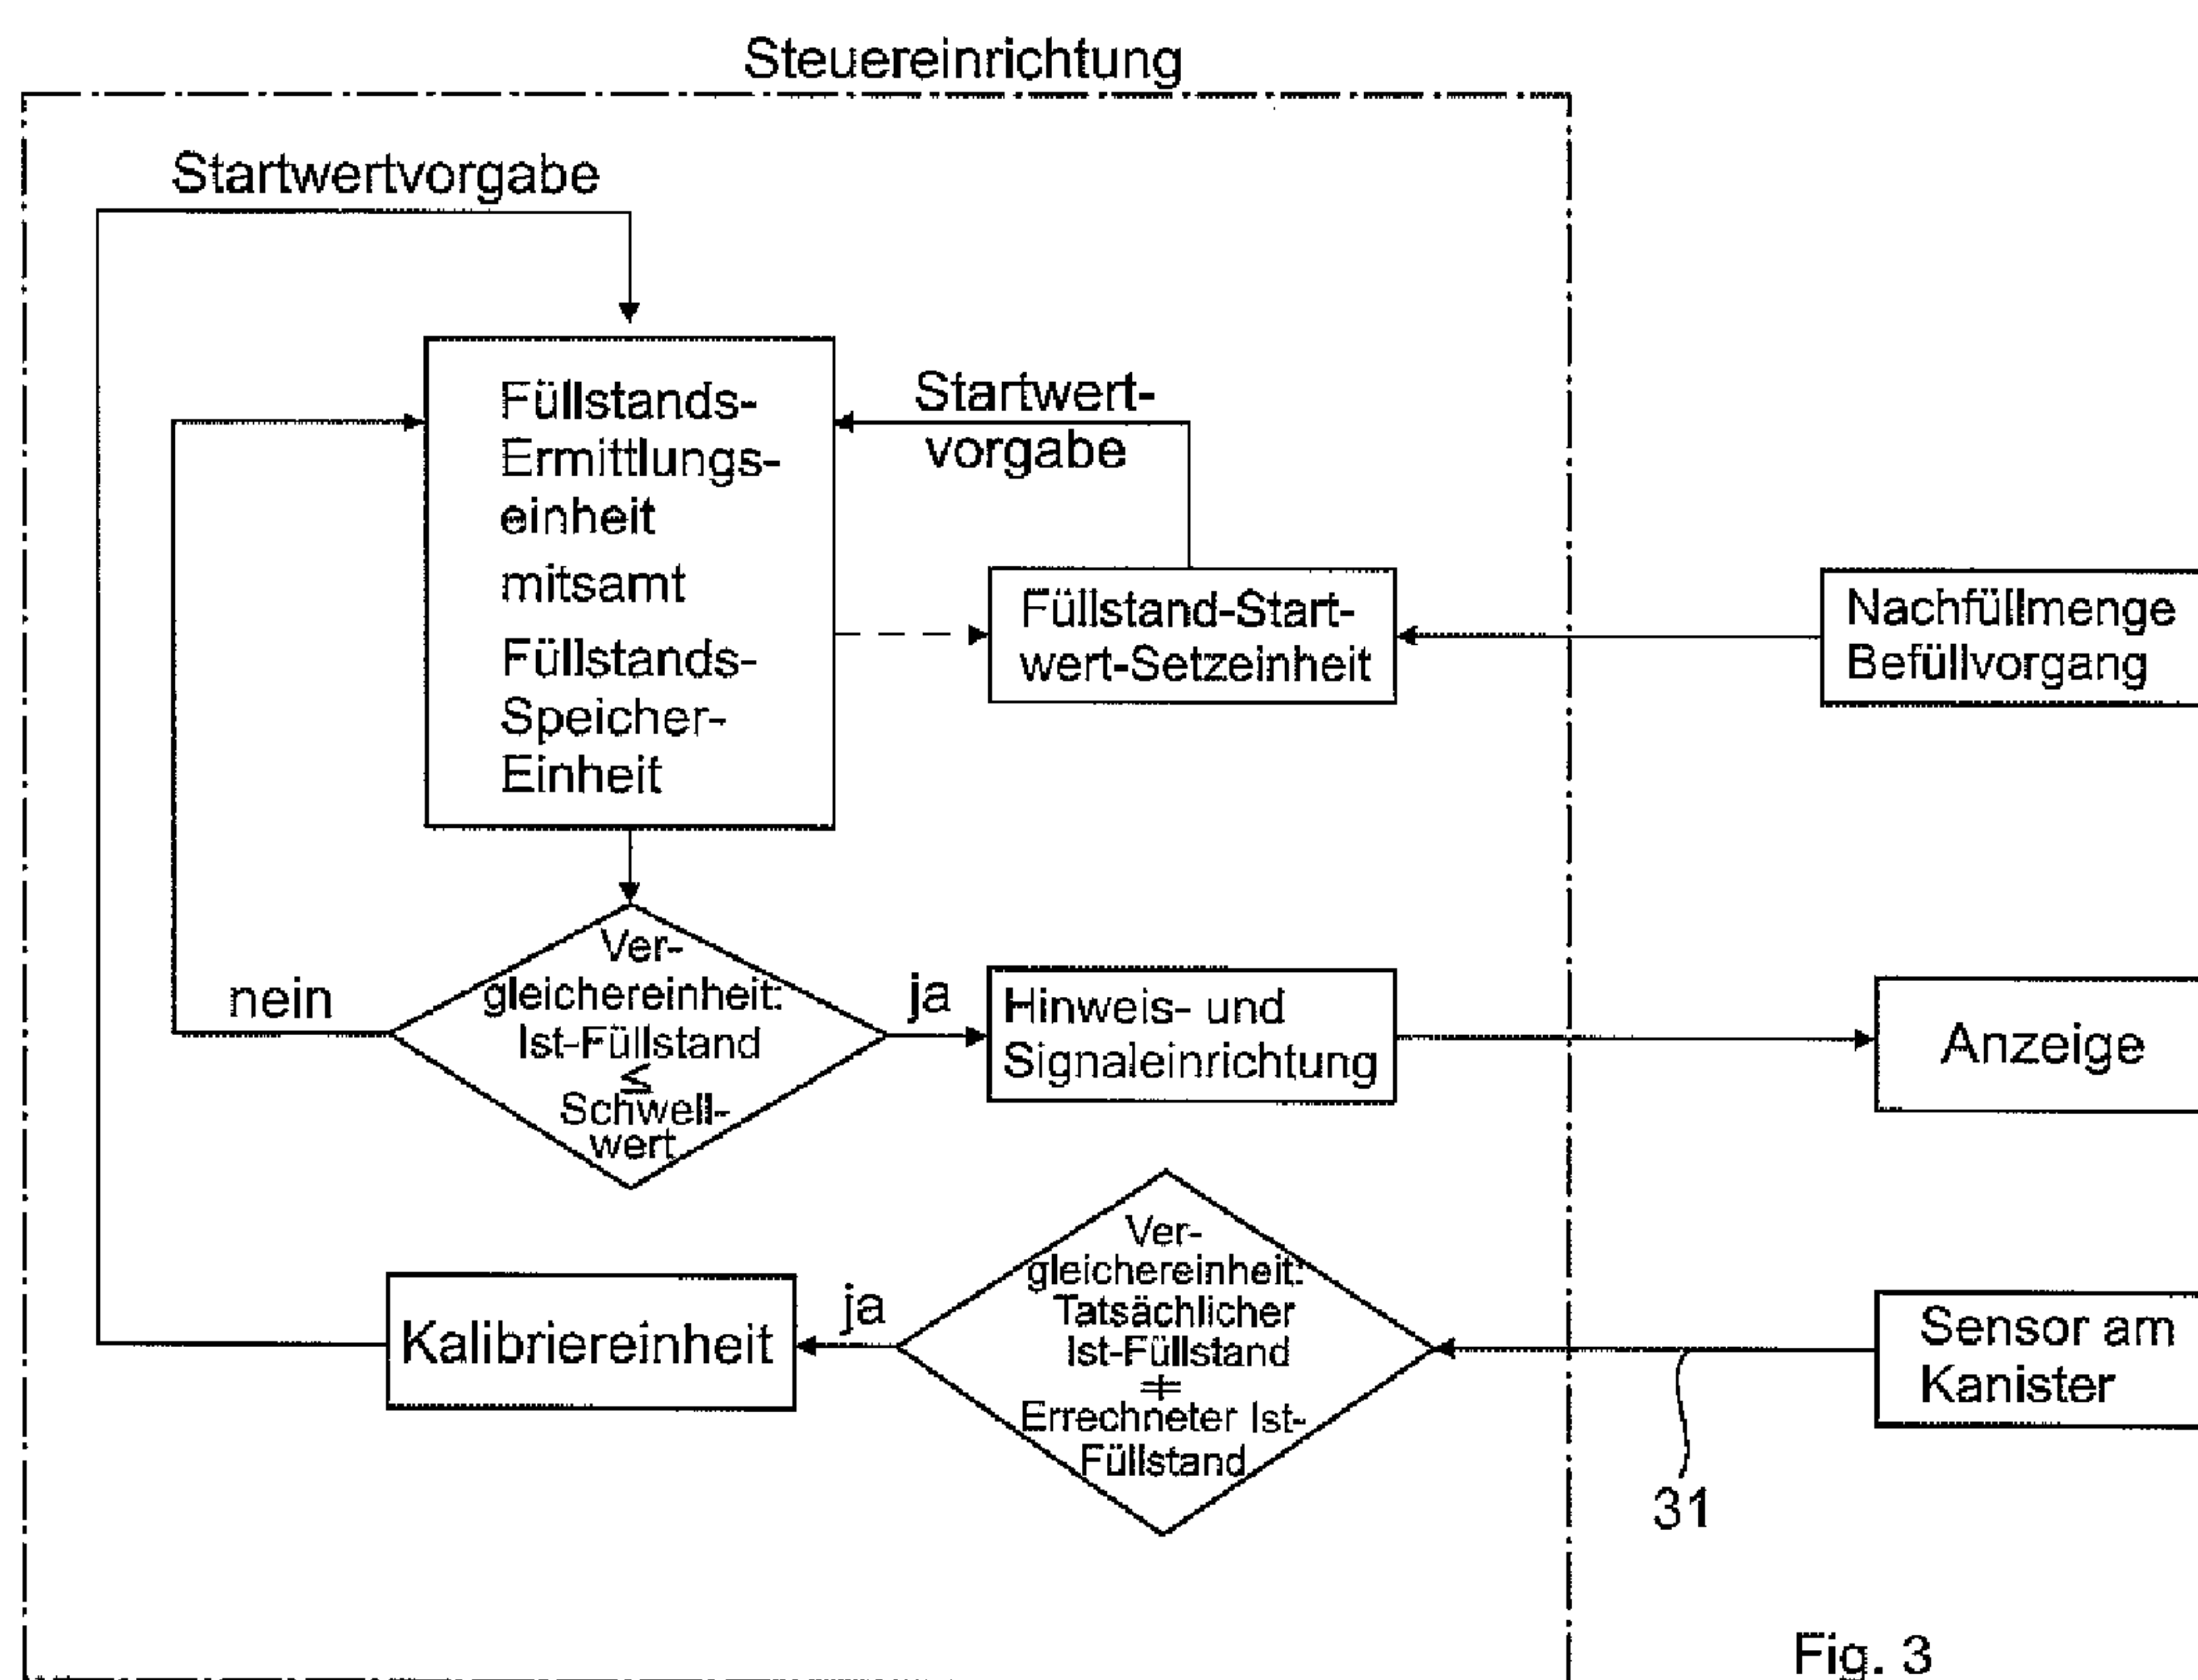 Steuereinrichtung
Startwertvorgabe
Füllstands-
Ermittlungs-
einheit
mitsamt
Füllstands-
Speicher-
Einheit
Startwert-
vorgabe
Füllstand-Start-
wert-Setzeinheit
Nachfüllmenge
Befüllvorgang
nein
Ver-
gleichereinheit:
Ist-Füllstand
≤
Schwell-
wert
ja
Hinweis- und
Signaleinrichtung
Anzeige
Kalibriereinheit
ja
Ver-
gleichereinheit:
Tatsächlicher
Ist-Füllstand
≠
Errechneter Ist-
Füllstand
Sensor am
Kanister
31
Fig. 3